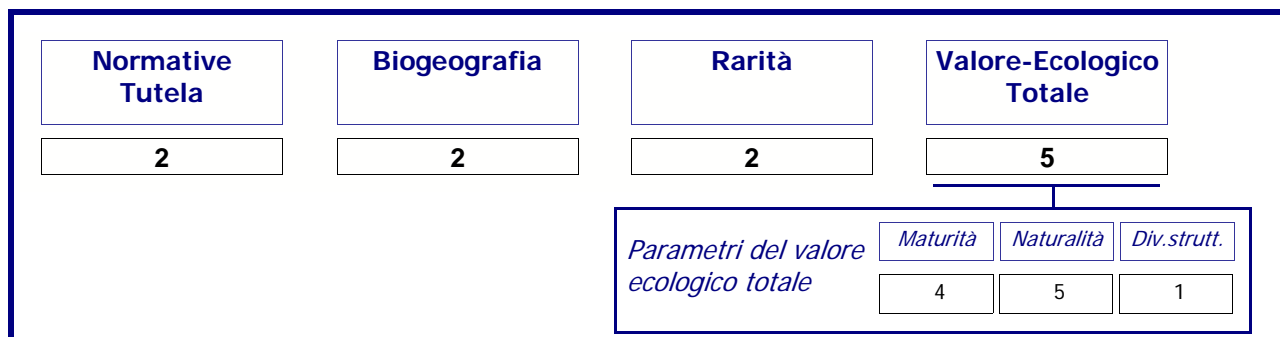 Normative
Tutela
Biogeografia
Rarità
Valore-Ecologico
Totale
2
2
2
5
Parametri del valore
ecologico totale
Maturità
Naturalità
Div.strutt.
4
5
1